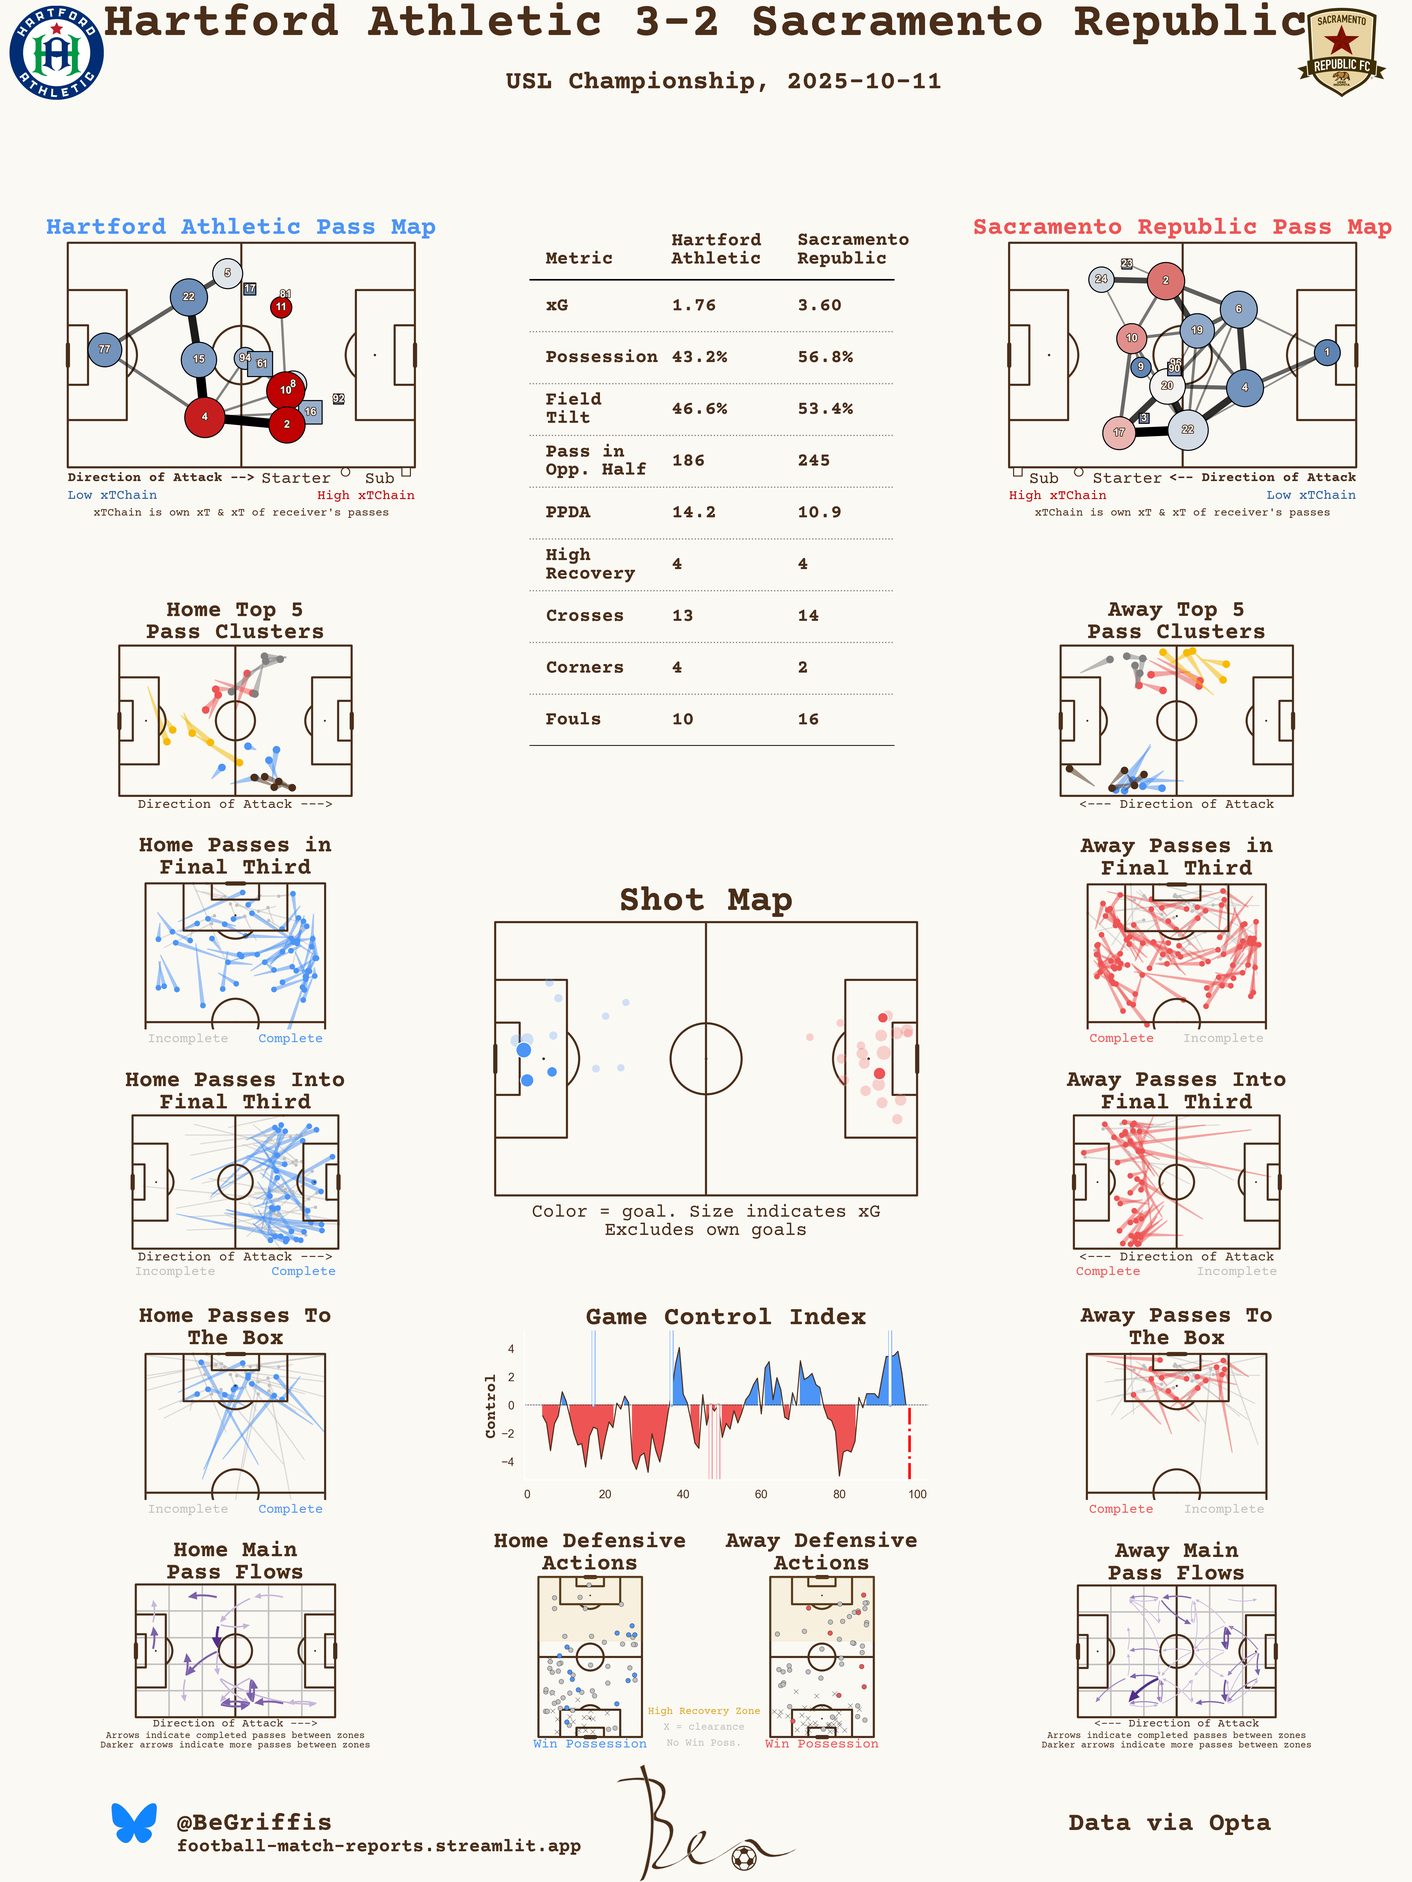 Hartford Athletic 3-2 Sacramento Republic
USL Championship, 2025-10-11
HARTFORD
ATHLETIC
SACRAMENTO
REPUBLIC FC
Hartford Athletic Pass Map
5
17
22
81
11
77
15
94
61
8
10
92
16
4
2
Direction of Attack --> Starter Sub
Low xTChain High xTChain
xTChain is own xT & xT of receiver's passes
Metric Hartford Athletic Sacramento Republic
xG 1.76 3.60
Possession 43.2% 56.8%
Field Tilt 46.6% 53.4%
Pass in Opp. Half 186 245
PPDA 14.2 10.9
High Recovery 4 4
Crosses 13 14
Corners 4 2
Fouls 10 16
Sacramento Republic Pass Map
23
24
2
6
19
10
1
9
90
20
4
3
17
22
Sub Starter <-- Direction of Attack
High xTChain Low xTChain
xTChain is own xT & xT of receiver's passes
Home Top 5
Pass Clusters
Direction of Attack --->
Away Top 5
Pass Clusters
<--- Direction of Attack
Home Passes in
Final Third
Incomplete Complete
Away Passes in
Final Third
Complete Incomplete
Shot Map
Color = goal. Size indicates xG
Excludes own goals
Home Passes Into
Final Third
Direction of Attack --->
Incomplete Complete
Away Passes Into
Final Third
<--- Direction of Attack
Complete Incomplete
Home Passes To
The Box
Incomplete Complete
Game Control Index
Control
4
2
0
−2
−4
0 20 40 60 80 100
Away Passes To
The Box
Complete Incomplete
Home Main
Pass Flows
Direction of Attack --->
Arrows indicate completed passes between zones
Darker arrows indicate more passes between zones
Home Defensive
Actions
Win Possession
Away Defensive
Actions
Win Possession
High Recovery Zone
X = clearance
No Win Poss.
Away Main
Pass Flows
<--- Direction of Attack
Arrows indicate completed passes between zones
Darker arrows indicate more passes between zones
@BeGriffis
football-match-reports.streamlit.app
Ben
Data via Opta